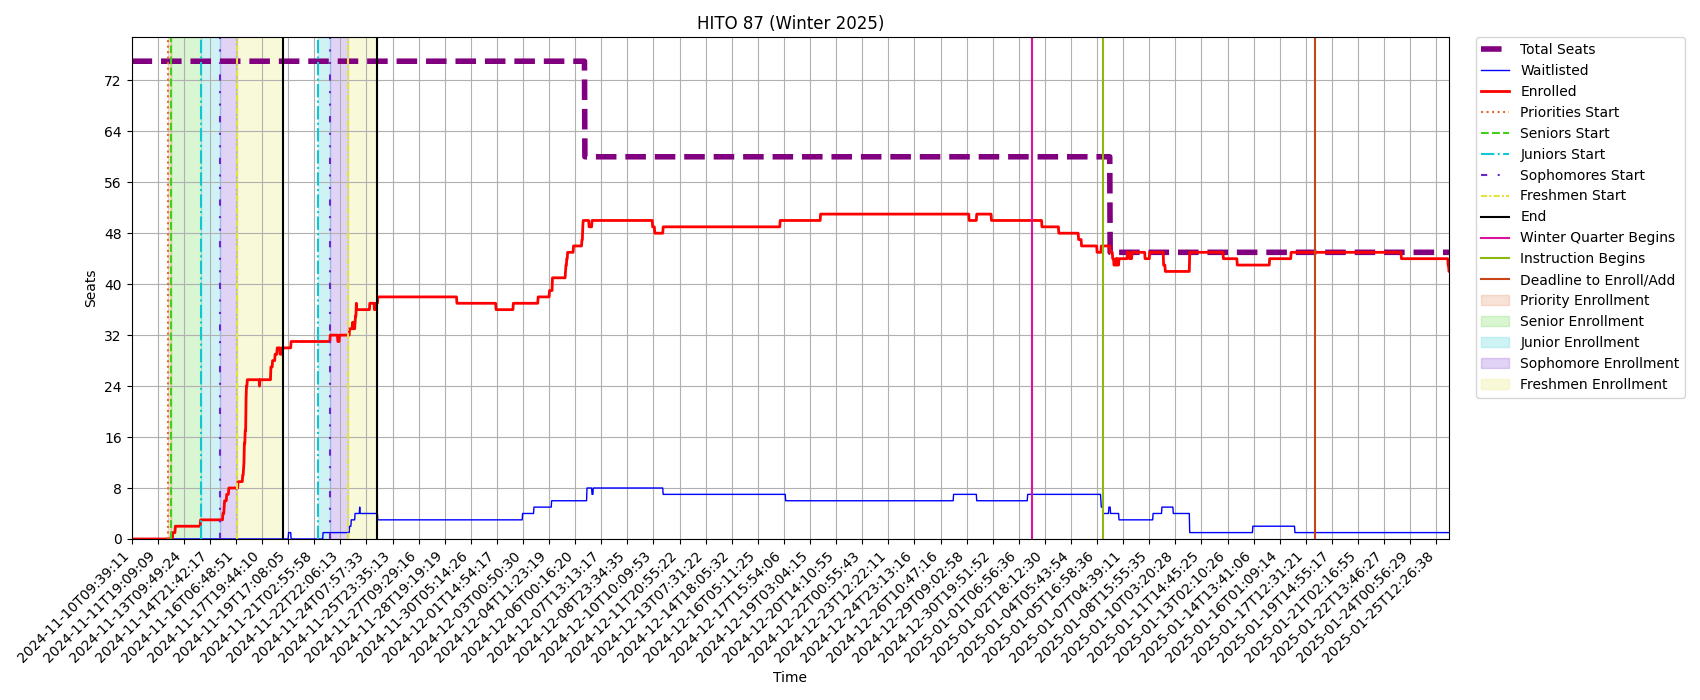 HITO 87 (Winter 2025)
Seats
72
64
56
48
40
32
24
16
8
0
2024-11-10T09:39:11
2024-11-11T19:09:09
2024-11-13T09:49:24
2024-11-14T21:42:17
2024-11-16T06:48:51
2024-11-17T19:44:10
2024-11-19T17:08:05
2024-11-21T02:55:58
2024-11-22T22:06:13
2024-11-24T07:57:33
2024-11-25T23:35:13
2024-11-27T09:29:16
2024-11-28T19:19:19
2024-11-30T05:14:26
2024-12-01T14:54:17
2024-12-03T00:50:30
2024-12-04T11:23:19
2024-12-06T00:16:20
2024-12-07T13:13:17
2024-12-08T23:34:35
2024-12-10T10:09:53
2024-12-11T20:55:22
2024-12-13T07:31:22
2024-12-14T18:05:32
2024-12-16T05:11:25
2024-12-17T15:54:06
2024-12-19T03:04:15
2024-12-20T14:10:55
2024-12-22T00:55:43
2024-12-23T12:22:11
2024-12-24T23:13:16
2024-12-26T10:47:16
2024-12-29T09:02:58
2024-12-30T19:51:52
2025-01-01T06:56:36
2025-01-02T18:12:30
2025-01-04T05:43:54
2025-01-05T16:58:36
2025-01-07T04:39:11
2025-01-08T15:55:35
2025-01-10T03:20:28
2025-01-11T14:45:25
2025-01-13T02:10:26
2025-01-14T13:41:06
2025-01-16T01:09:14
2025-01-17T12:31:21
2025-01-19T14:55:17
2025-01-21T02:16:55
2025-01-22T13:46:27
2025-01-24T00:56:29
2025-01-25T12:26:38
Time
Total Seats
Waitlisted
Enrolled
Priorities Start
Seniors Start
Juniors Start
Sophomores Start
Freshmen Start
End
Winter Quarter Begins
Instruction Begins
Deadline to Enroll/Add
Priority Enrollment
Senior Enrollment
Junior Enrollment
Sophomore Enrollment
Freshmen Enrollment